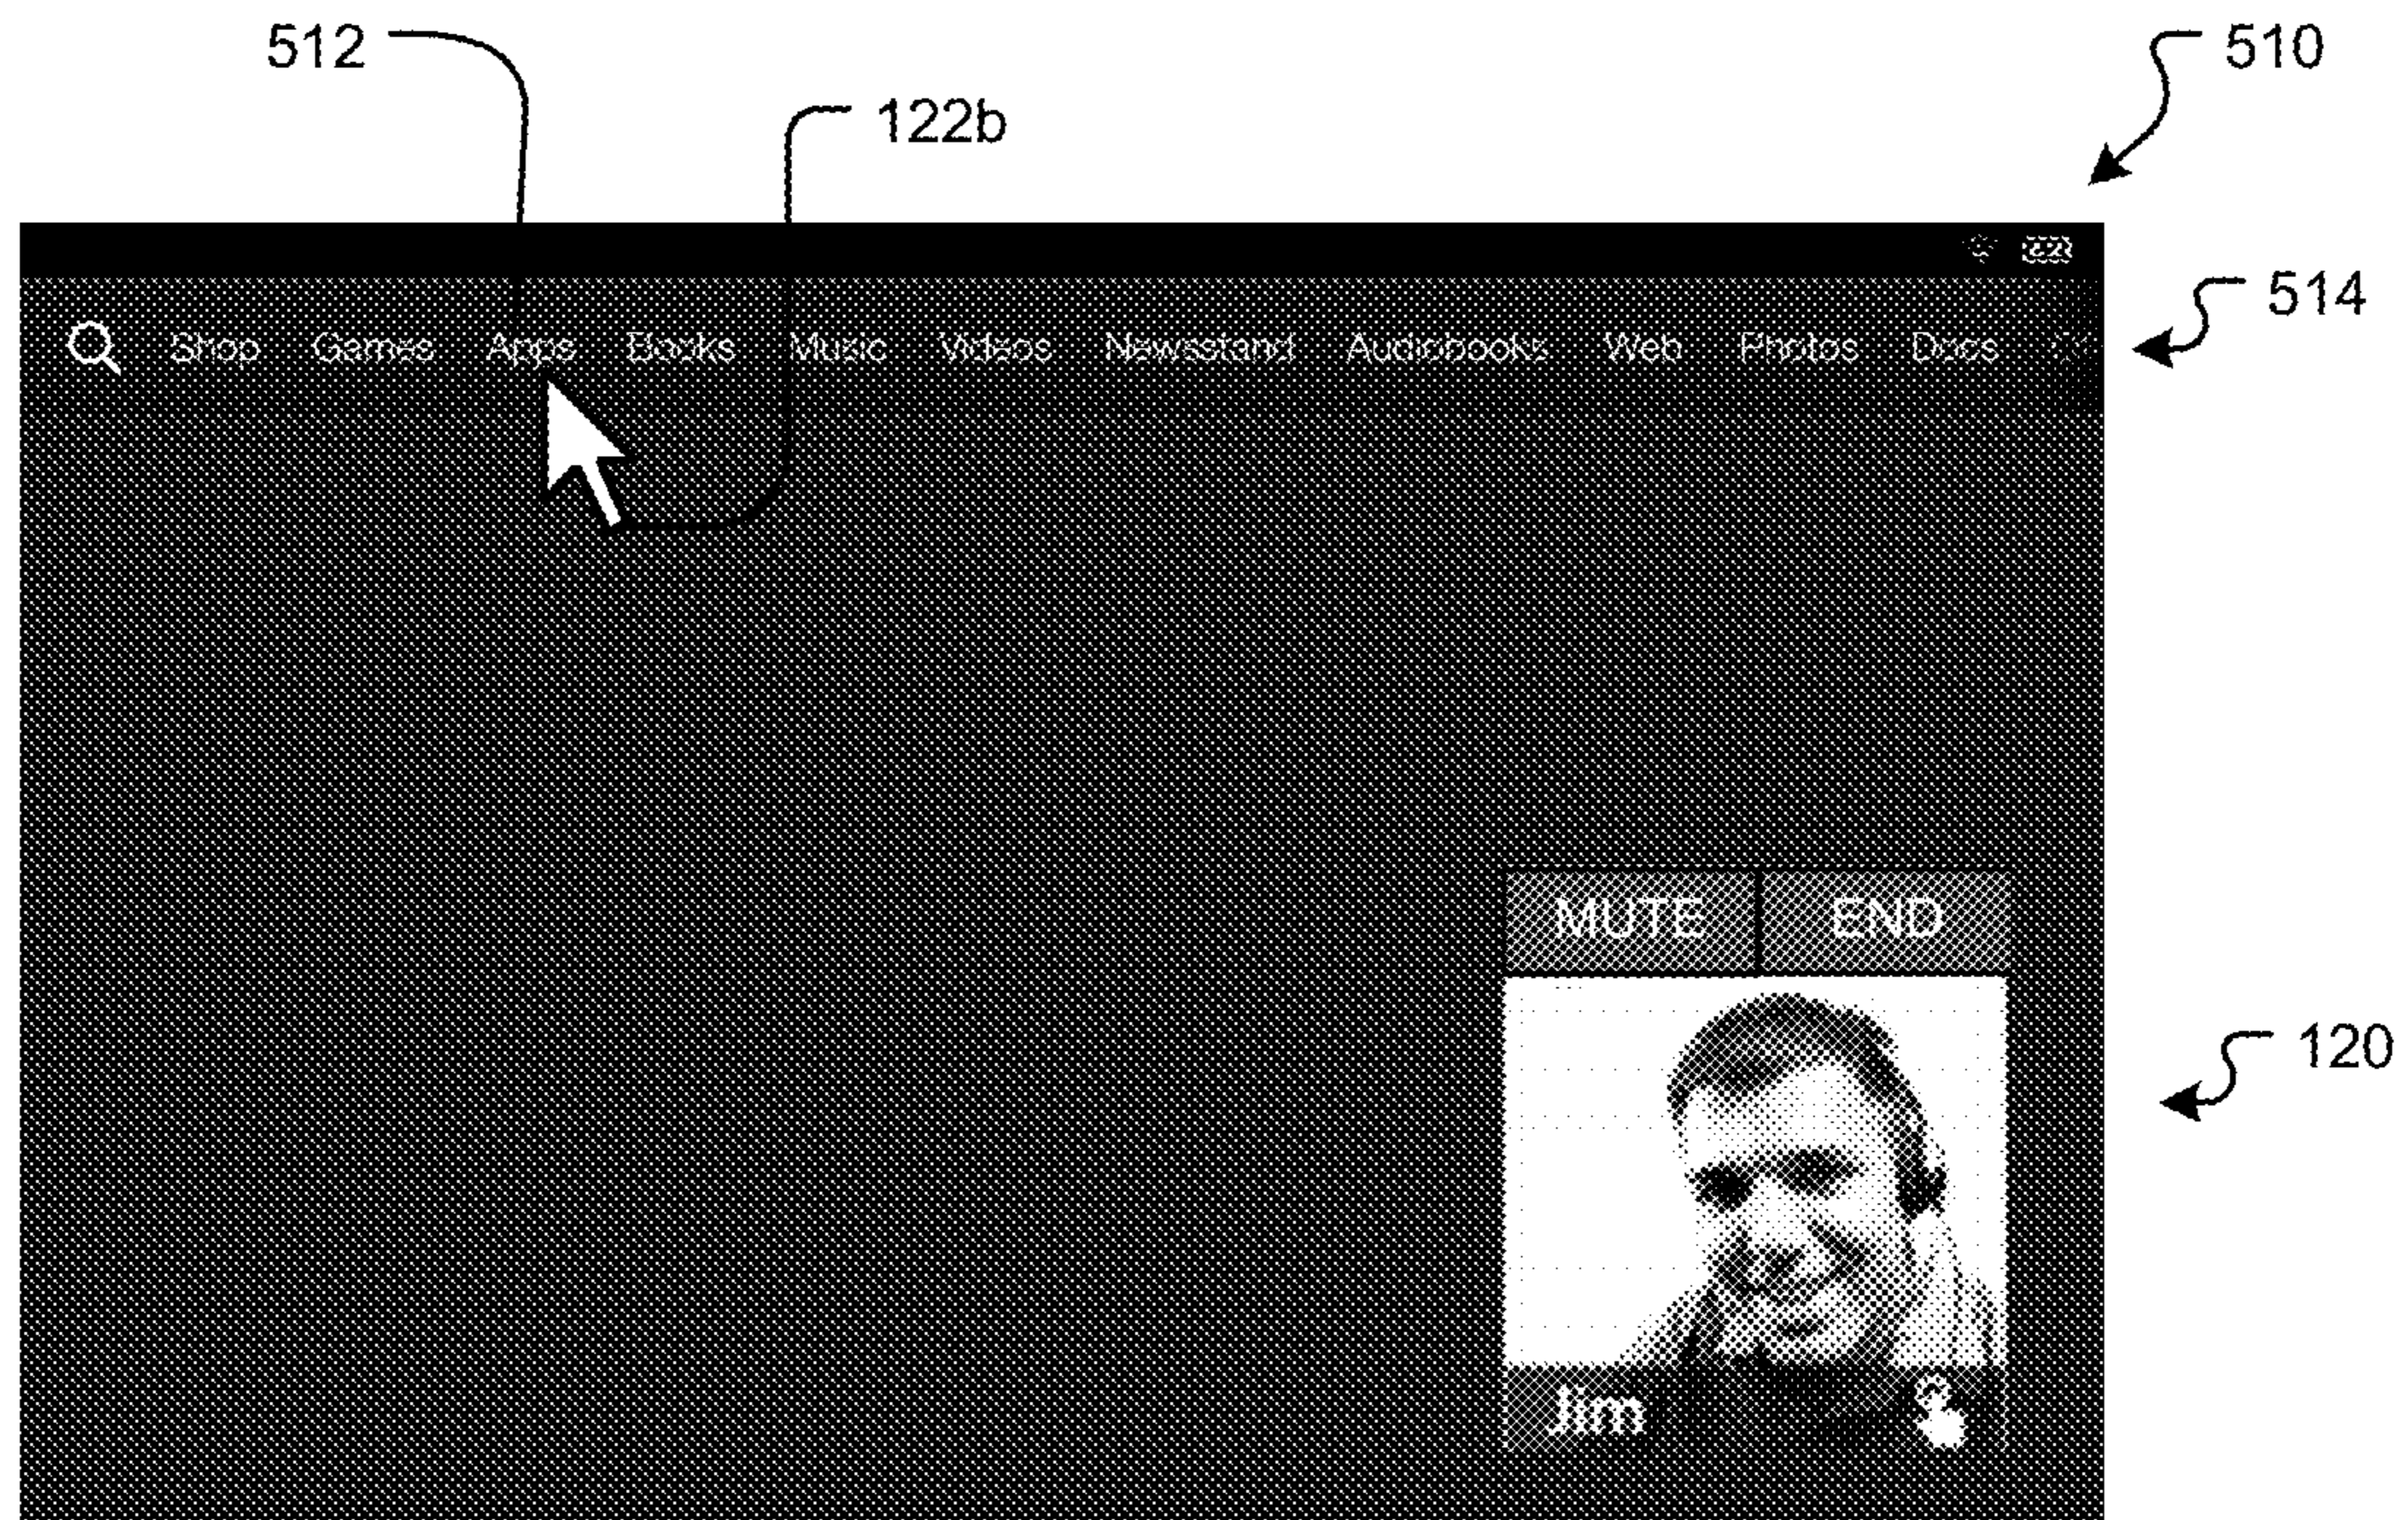 512
510
122b
514
Shop Games Apps Books Music Videos Newsstand Audiobooks Web Photos Docs
MUTE END
120
Jim